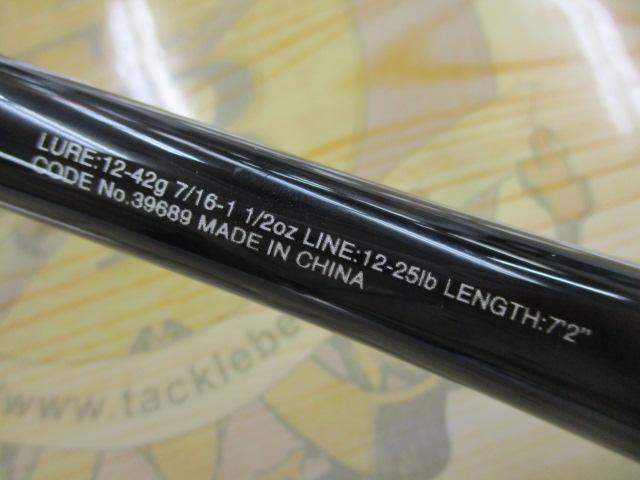 LURE:12-42g 7/16-1 1/2oz LINE:12-25lb LENGTH:7'2"
CODE No.39689 MADE IN CHINA
/www.tacklebe